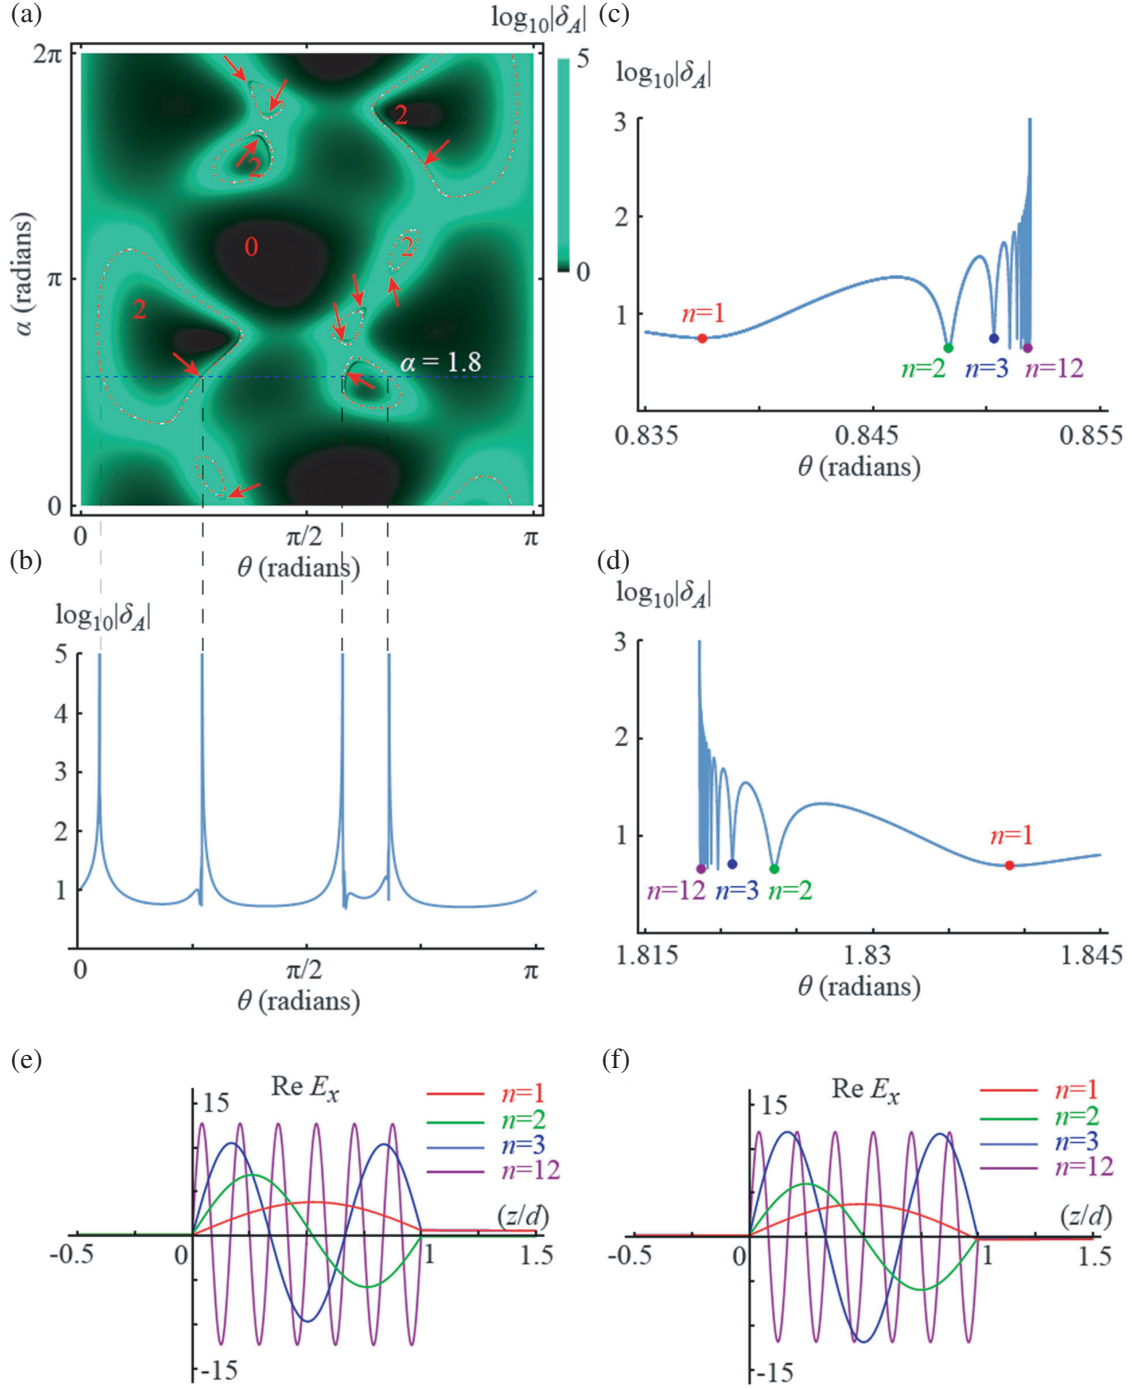 (a)
log10|δA|
5
0
2π
π
0
α (radians)
2
2
0
2
2
α = 1.8
0
π/2
π
θ (radians)
(b)
log10|δA|
5
4
3
2
1
0
π/2
π
θ (radians)
(c)
log10|δA|
3
2
1
n=1
n=2
n=3
n=12
0.835
0.845
0.855
θ (radians)
(d)
log10|δA|
3
2
1
n=1
n=12
n=3
n=2
1.815
1.83
1.845
θ (radians)
(e)
Re Ex
15
n=1
n=2
n=3
n=12
(z/d)
-0.5
0
1
1.5
-15
(f)
Re Ex
15
n=1
n=2
n=3
n=12
(z/d)
-0.5
0
1
1.5
-15